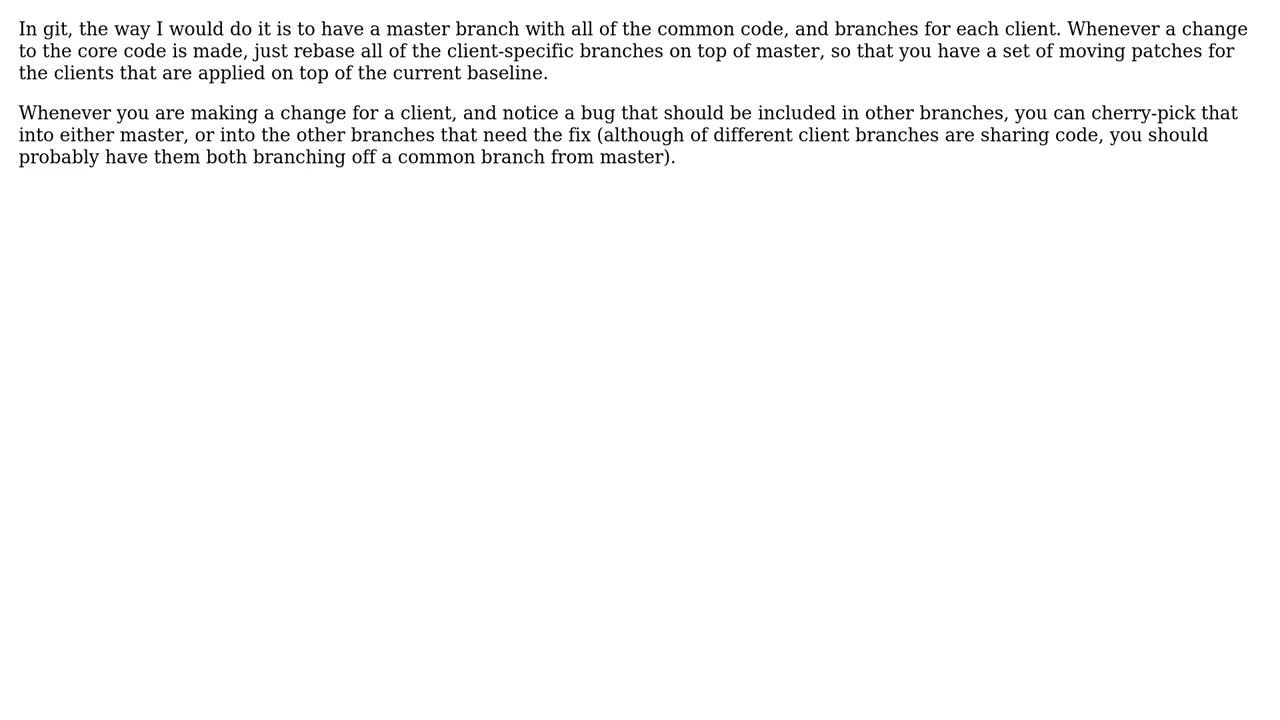 In git, the way I would do it is to have a master branch with all of the common code, and branches for each client. Whenever a change
to the core code is made, just rebase all of the client-specific branches on top of master, so that you have a set of moving patches for
the clients that are applied on top of the current baseline.
Whenever you are making a change for a client, and notice a bug that should be included in other branches, you can cherry-pick that
into either master, or into the other branches that need the fix (although of different client branches are sharing code, you should
probably have them both branching off a common branch from master).